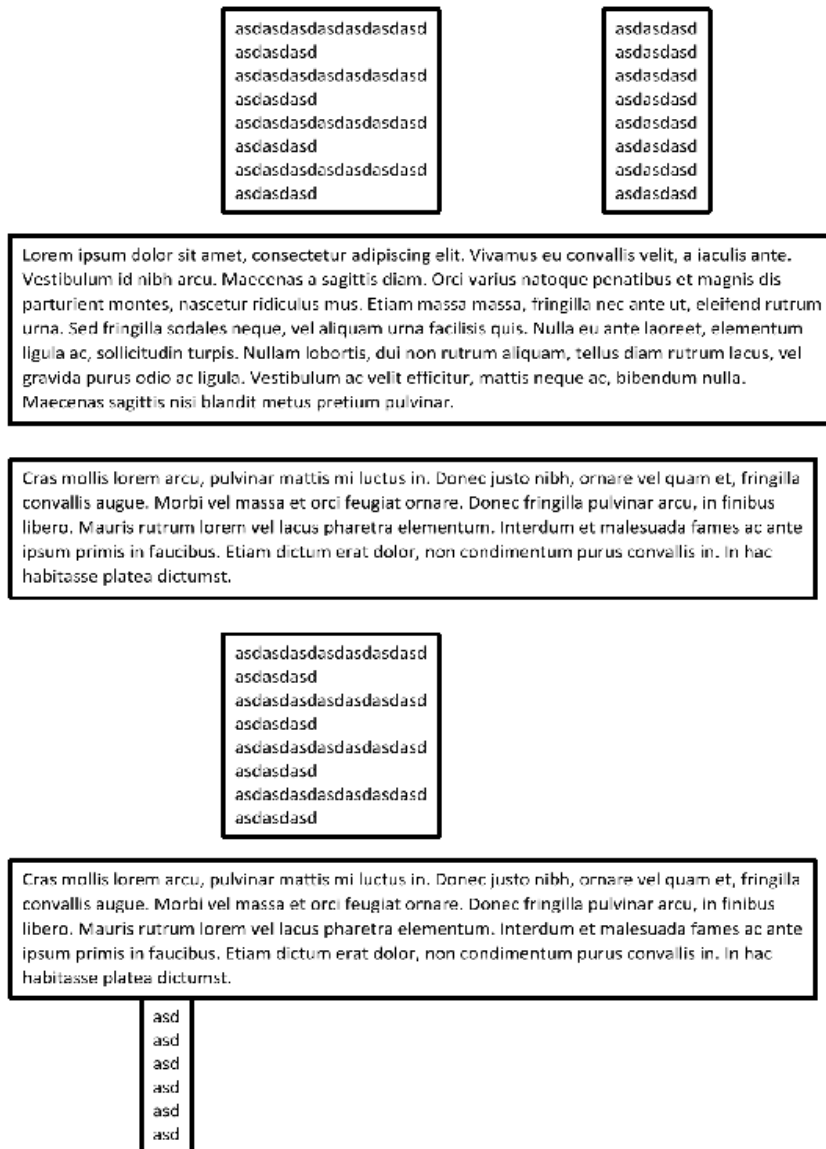 asdasdasdasdasdasdasd
asdasdasd
asdasdasdasdasdasdasd
asdasdasd
asdasdasdasdasdasdasd
asdasdasd
asdasdasdasdasdasdasd
asdasdasd
asdasdasd
asdasdasd
asdasdasd
asdasdasd
asdasdasd
asdasdasd
asdasdasd
asdasdasd
Lorem ipsum dolor sit amet, consectetur adipiscing elit. Vivamus eu convallis velit, a iaculis ante.
Vestibulum id nibh arcu. Maecenas a sagittis diam. Orci varius natoque penatibus et magnis dis
parturient montes, nascetur ridiculus mus. Etiam massa massa, fringilla nec ante ut, eleifend rutrum
urna. Sed fringilla sodales neque, vel aliquam urna facilisis quis. Nulla eu ante laoreet, elementum
ligula ac, sollicitudin turpis. Nullam lobortis, dui non rutrum aliquam, tellus diam rutrum lacus, vel
gravida purus odio ac ligula. Vestibulum ac velit efficitur, mattis neque ac, bibendum nulla.
Maecenas sagittis nisi blandit metus pretium pulvinar.
Cras mollis lorem arcu, pulvinar mattis mi luctus in. Donec justo nibh, ornare vel quam et, fringilla
convallis augue. Morbi vel massa et orci feugiat ornare. Donec fringilla pulvinar arcu, in finibus
libero. Mauris rutrum lorem vel lacus pharetra elementum. Interdum et malesuada fames ac ante
ipsum primis in faucibus. Etiam dictum erat dolor, non condimentum purus convallis in. In hac
habitasse platea dictumst.
asdasdasdasdasdasdasd
asdasdasd
asdasdasdasdasdasdasd
asdasdasd
asdasdasdasdasdasdasd
asdasdasd
asdasdasdasdasdasdasd
asdasdasd
Cras mollis lorem arcu, pulvinar mattis mi luctus in. Donec justo nibh, ornare vel quam et, fringilla
convallis augue. Morbi vel massa et orci feugiat ornare. Donec fringilla pulvinar arcu, in finibus
libero. Mauris rutrum lorem vel lacus pharetra elementum. Interdum et malesuada fames ac ante
ipsum primis in faucibus. Etiam dictum erat dolor, non condimentum purus convallis in. In hac
habitasse platea dictumst.
asd
asd
asd
asd
asd
asd